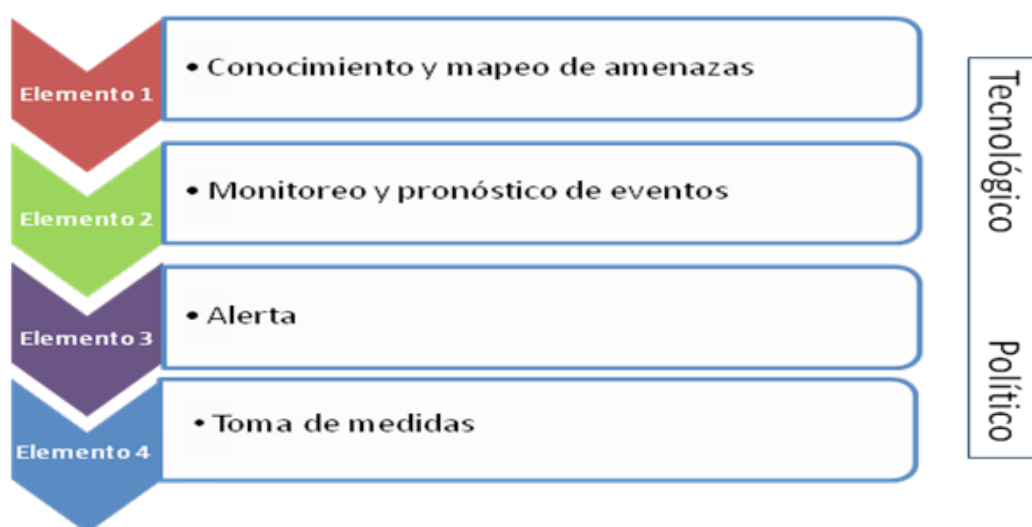 Elemento 1
• Conocimiento y mapeo de amenazas
Elemento 2
• Monitoreo y pronóstico de eventos
Elemento 3
• Alerta
Elemento 4
• Toma de medidas
Tecnológico
Político